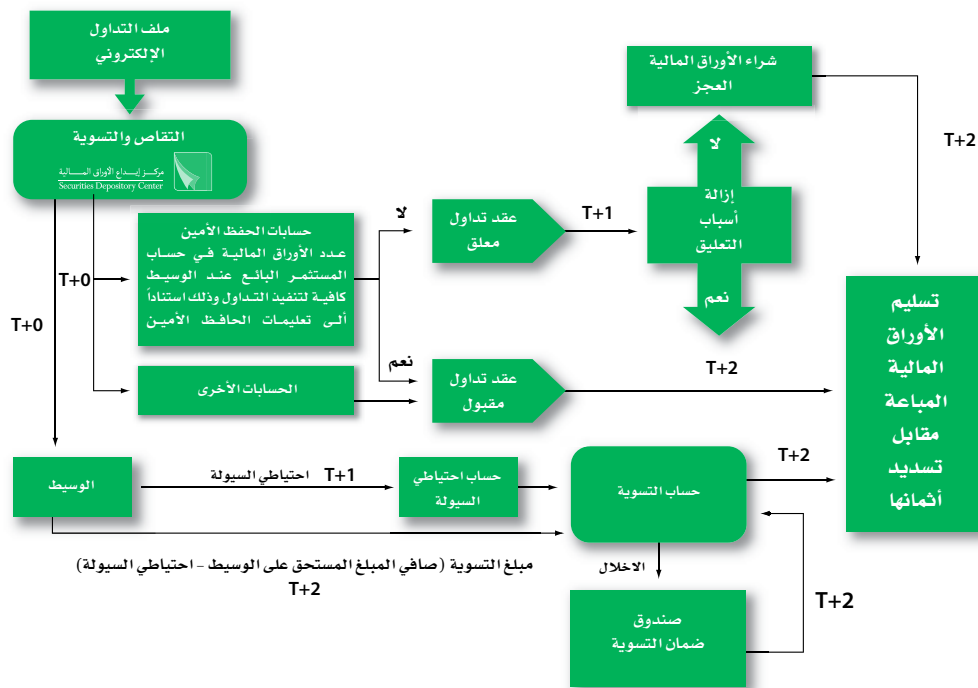 ملف التداول
الإلكتروني
التقاص والتسوية
مركز إيداع الأوراق المالية
Securities Depository Center
شراء الأوراق المالية
العجز
T+2
لا
إزالة
أسباب
التعليق
نعم
T+1
عقد تداول
معلق
لا
حسابات الحفظ الأمين
عدد الأوراق المالية في حساب
المستثمر البائع عند الوسيط
كافية لتنفيذ التداول وذلك استناداً
ألى تعليمات الحافظ الأمين
T+0
T+0
نعم
الحسابات الأخرى
عقد تداول
مقبول
T+2
تسليم
الأوراق
المالية
المباعة
مقابل
تسديد
أثمانها
الوسيط
احتياطي السيولة T+1
حساب احتياطي
السيولة
حساب التسوية
T+2
مبلغ التسوية (صافي المبلغ المستحق على الوسيط – احتياطي السيولة)
T+2
الاخلال
صندوق
ضمان التسوية
T+2